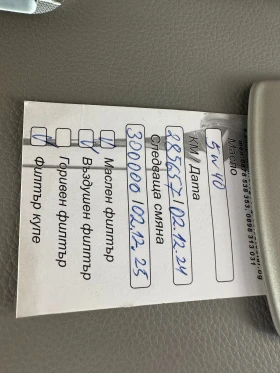 Масло
5W40
КМ / Дата
285657 / 02.12.24
Следваща смяна
300000 / 02.12.25
Маслен филтър
Въздушен филтър
Горивен филтър
Филтър купе